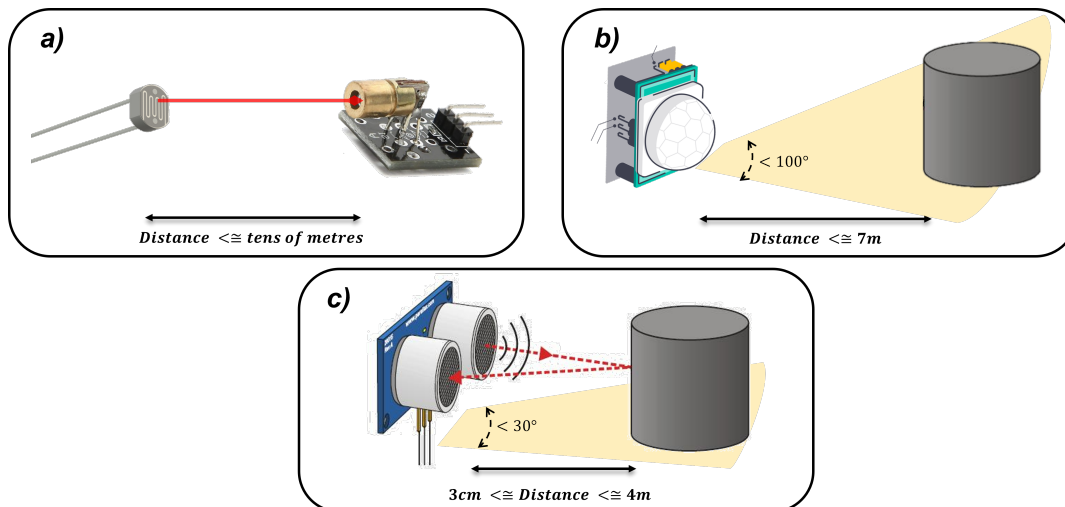 a)
Distance <≅ tens of metres
b)
< 100°
Distance <≅ 7m
c)
< 30°
3cm <≅ Distance <≅ 4m